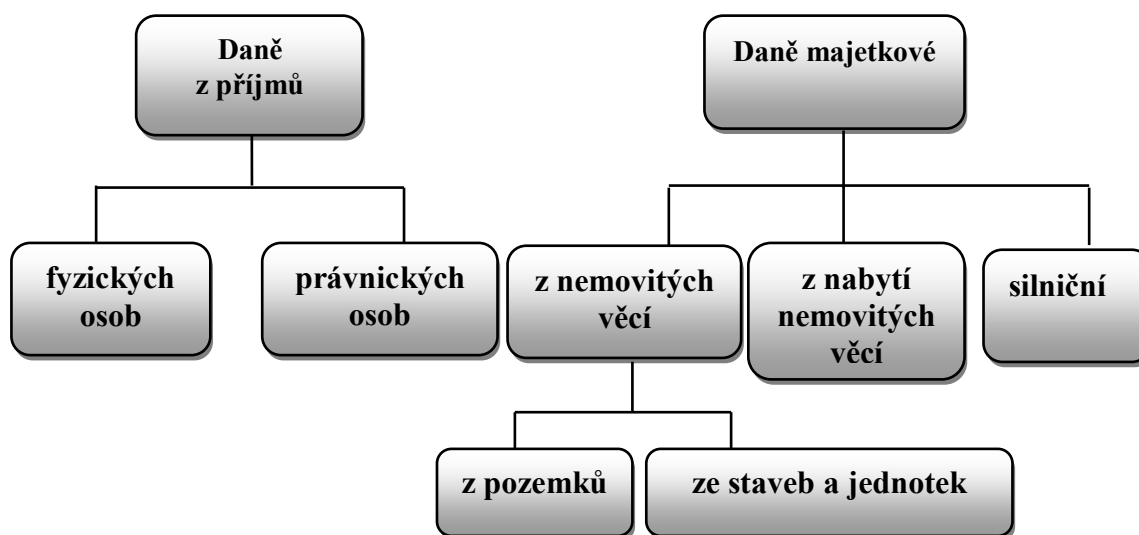 Daně
z příjmů
Daně majetkové
fyzických
osob
právnických
osob
z nemovitých
věcí
z nabytí
nemovitých
věcí
silniční
z pozemků
ze staveb a jednotek